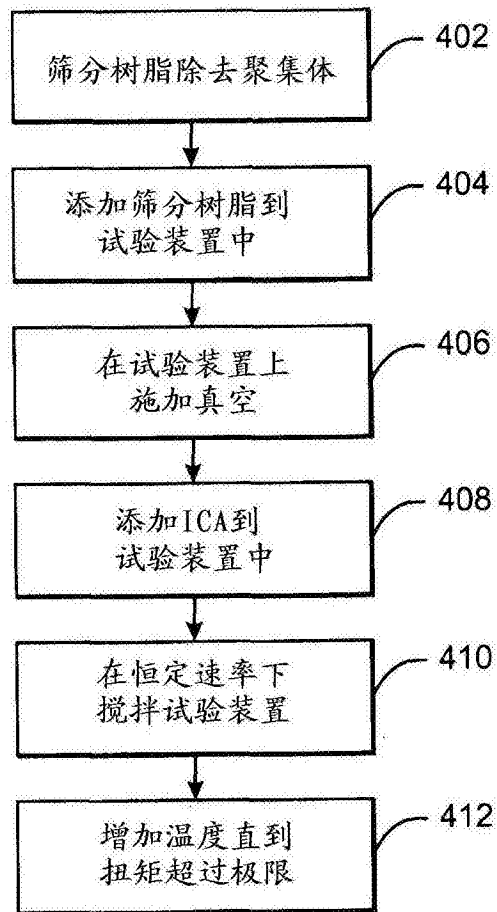 筛分树脂除去聚集体
402
添加筛分树脂到
试验装置中
404
在试验装置上
施加真空
406
添加ICA到
试验装置中
408
在恒定速率下
搅拌试验装置
410
增加温度直到
扭矩超过极限
412